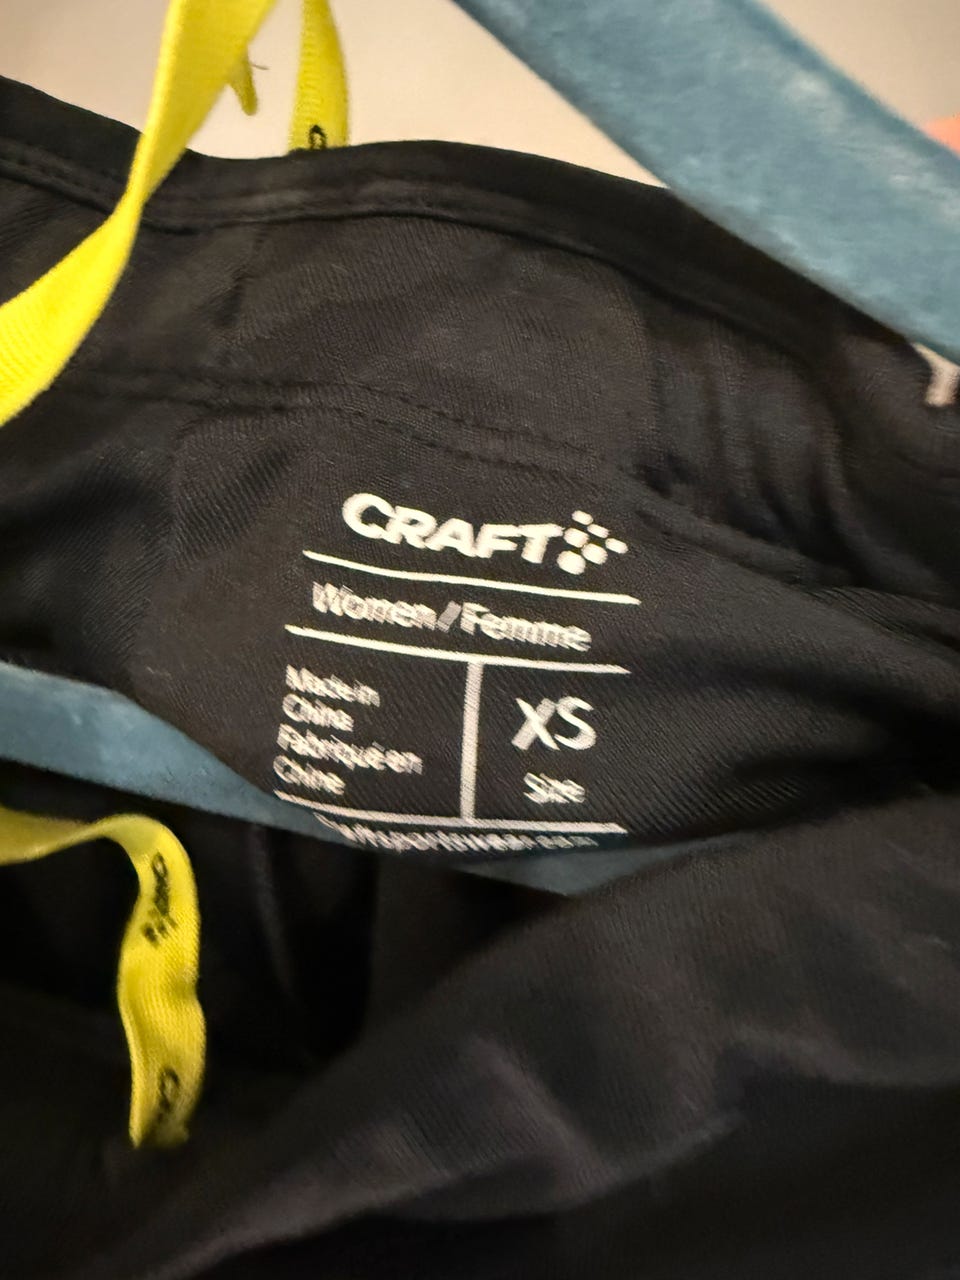 CRAFT
Women/Femme
Made in
China
Fabriqué en
Chine
XS
Size